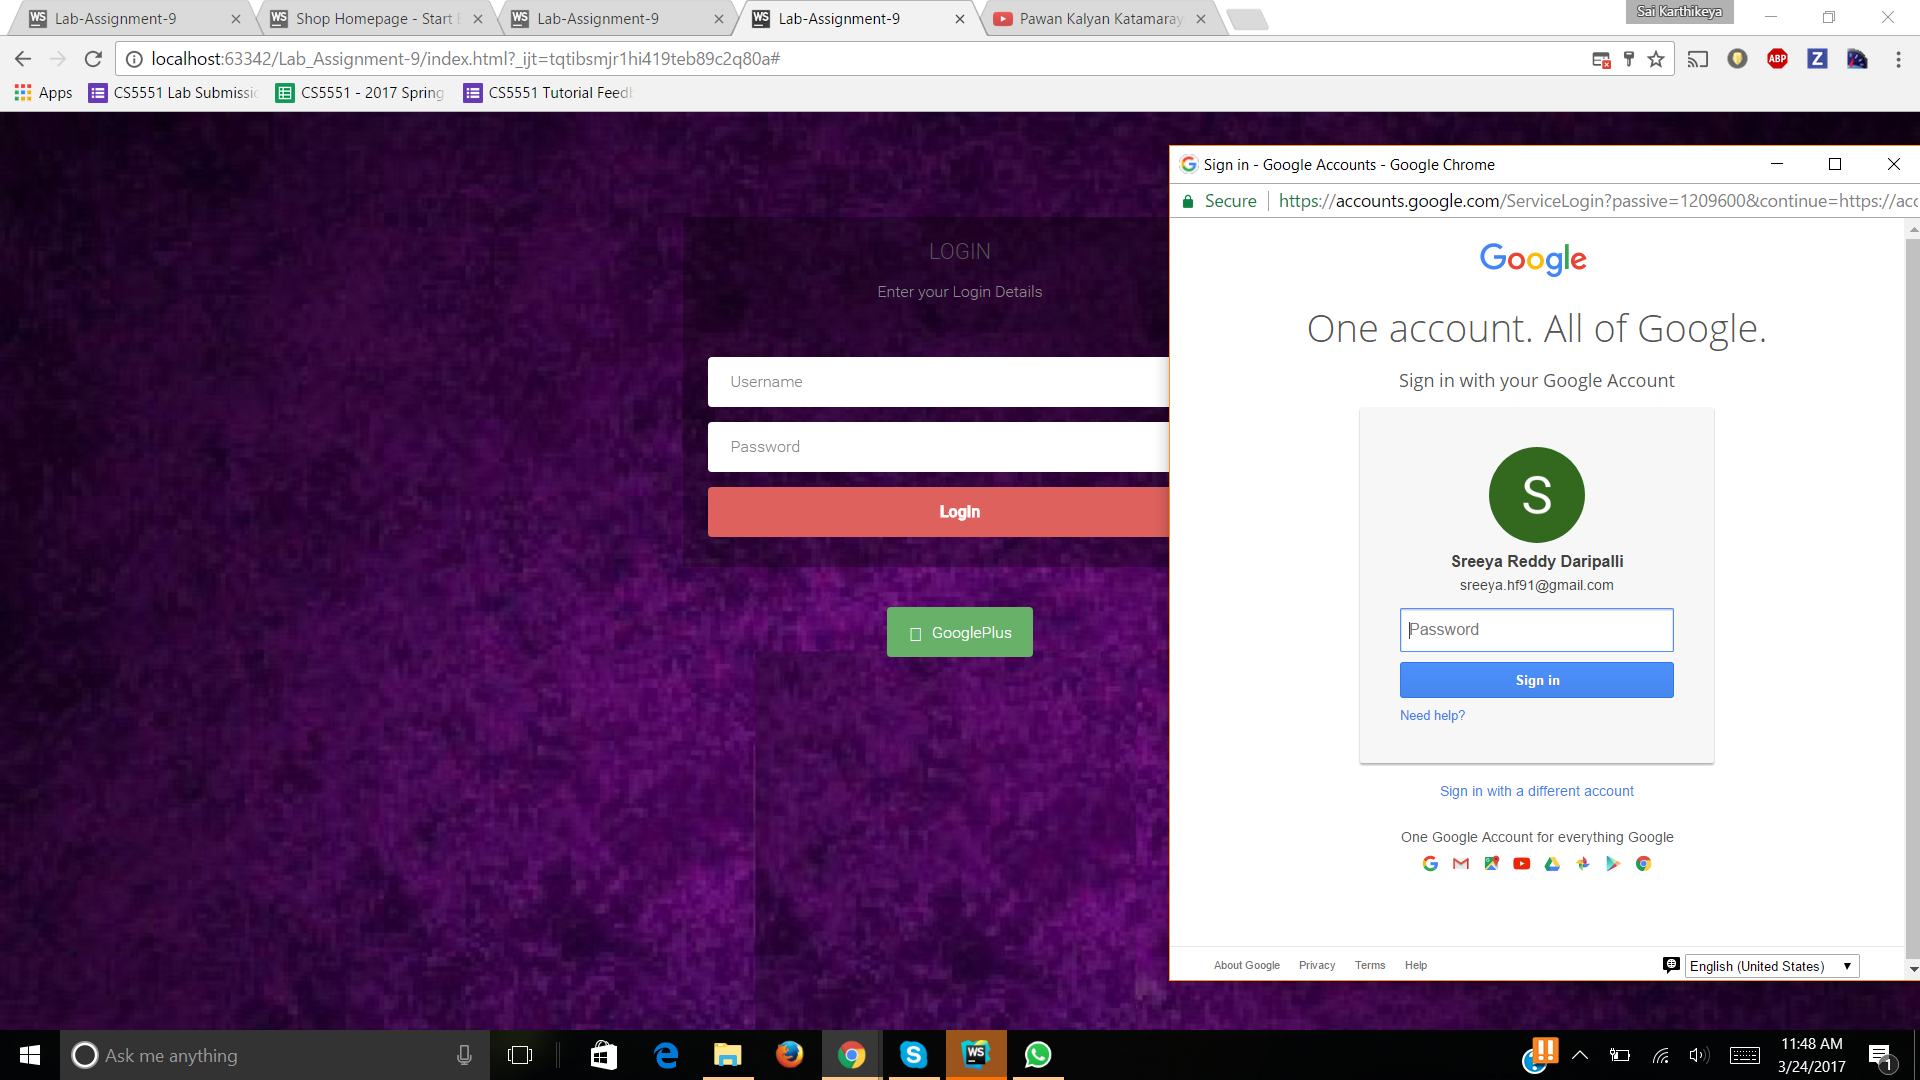 Lab-Assignment-9
Shop Homepage - Start
Lab-Assignment-9
Lab-Assignment-9
Pawan Kalyan Katamaray
Sai Karthikeya
localhost:63342/Lab_Assignment-9/index.html?_ijt=tqtibsmjr1hi419teb89c2q80a#
ABP
Z
Apps
CS5551 Lab Submissi
CS5551 - 2017 Spring
CS5551 Tutorial Feed
LOGIN
Enter your Login Details
Username
Password
LogIn
GooglePlus
Sign in - Google Accounts - Google Chrome
Secure
https://accounts.google.com/ServiceLogin?passive=1209600&continue=https://acc
Google
One account. All of Google.
Sign in with your Google Account
S
Sreeya Reddy Daripalli
sreeya.hf91@gmail.com
Password
Sign in
Need help?
Sign in with a different account
One Google Account for everything Google
About Google Privacy Terms Help
English (United States)
Ask me anything
WS
11:48 AM
3/24/2017
1